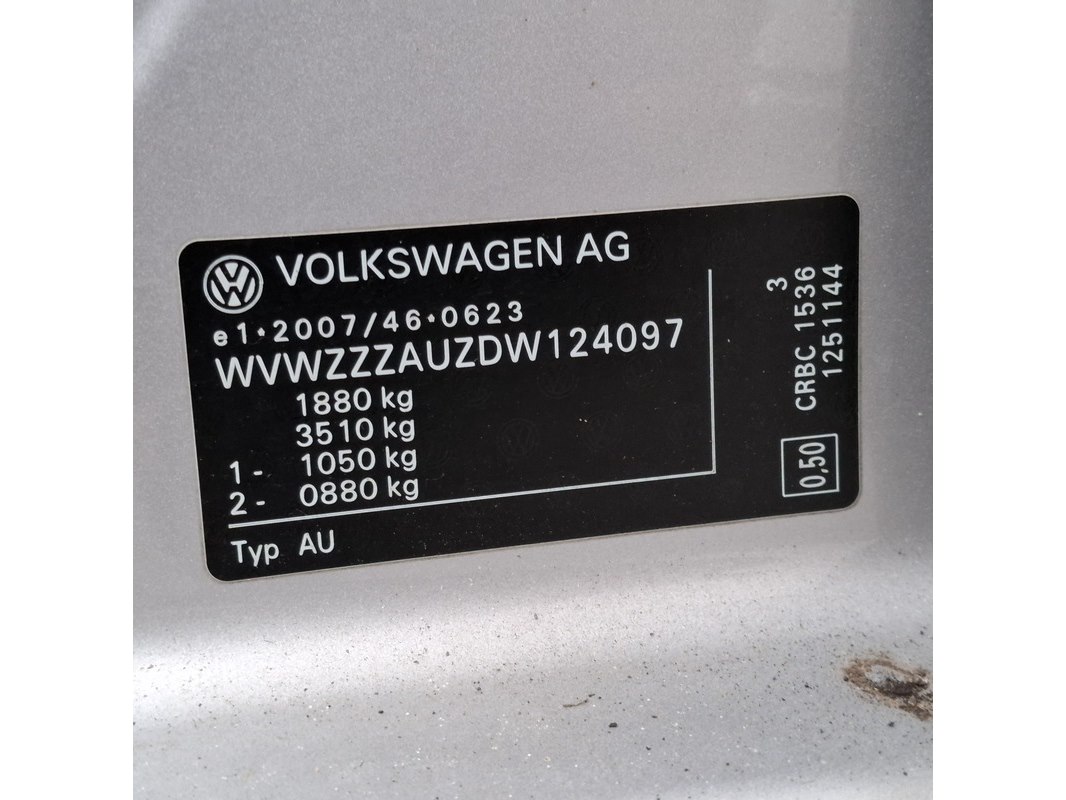 VOLKSWAGEN AG
e1*2007/46*0623
WVWZZZAUZDW124097
1880 kg
3510 kg
1- 1050 kg
2- 0880 kg
Typ AU
3
CRBC 1536
1251144
0,50